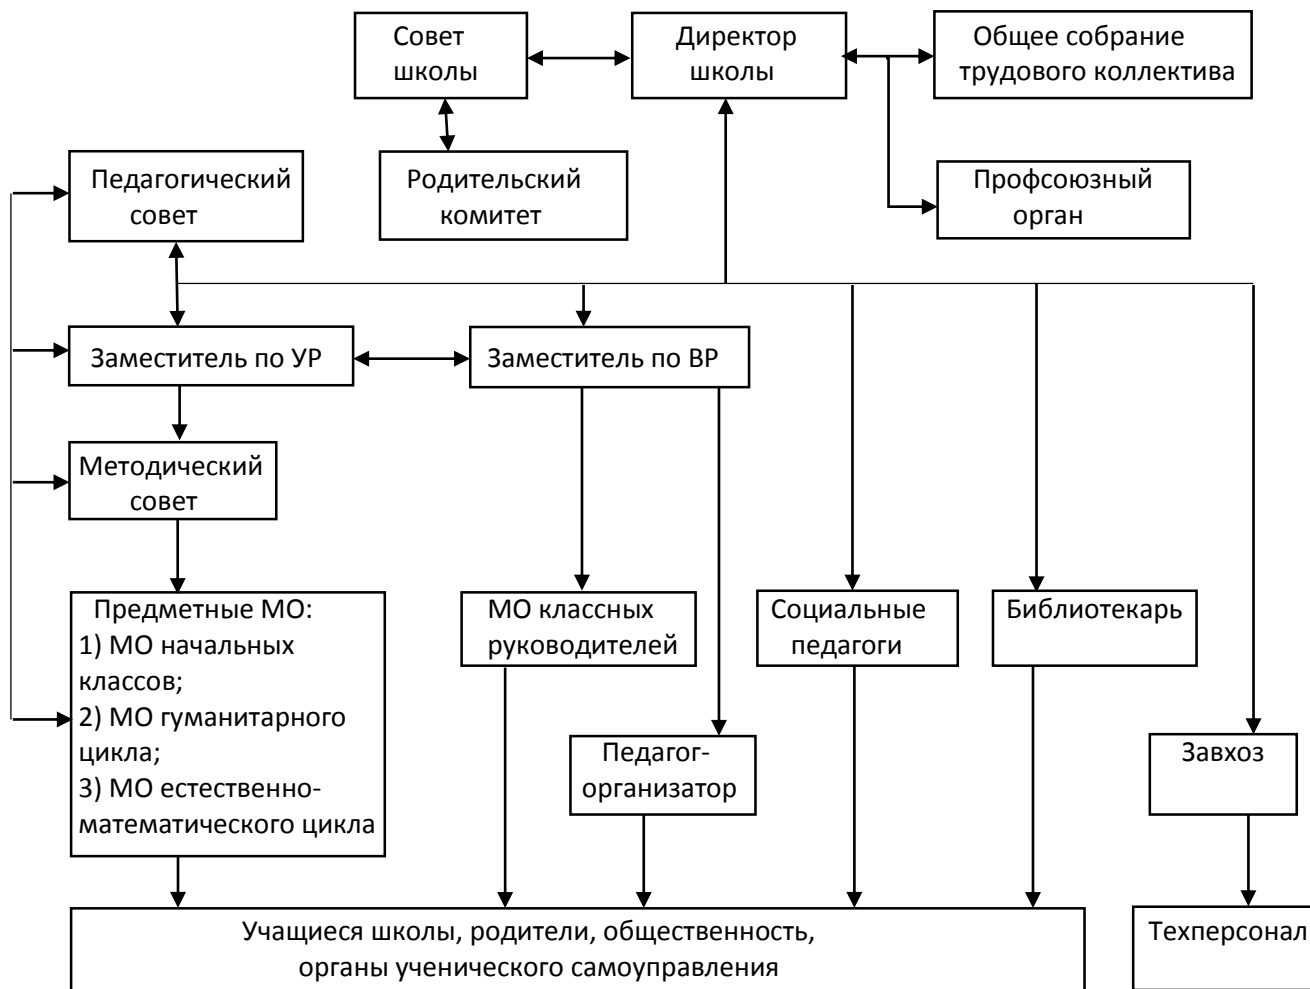 Совет
школы
Директор
школы
Общее собрание
трудового коллектива
Педагогический
совет
Родительский
комитет
Профсоюзный
орган
Заместитель по УР
Заместитель по ВР
Методический
совет
Предметные МО:
1) МО начальных
классов;
2) МО гуманитарного
цикла;
3) МО естественно-
математического цикла
МО классных
руководителей
Социальные
педагоги
Библиотекарь
Педагог-
организатор
Завхоз
Учащиеся школы, родители, общественность,
органы ученического самоуправления
Техперсонал